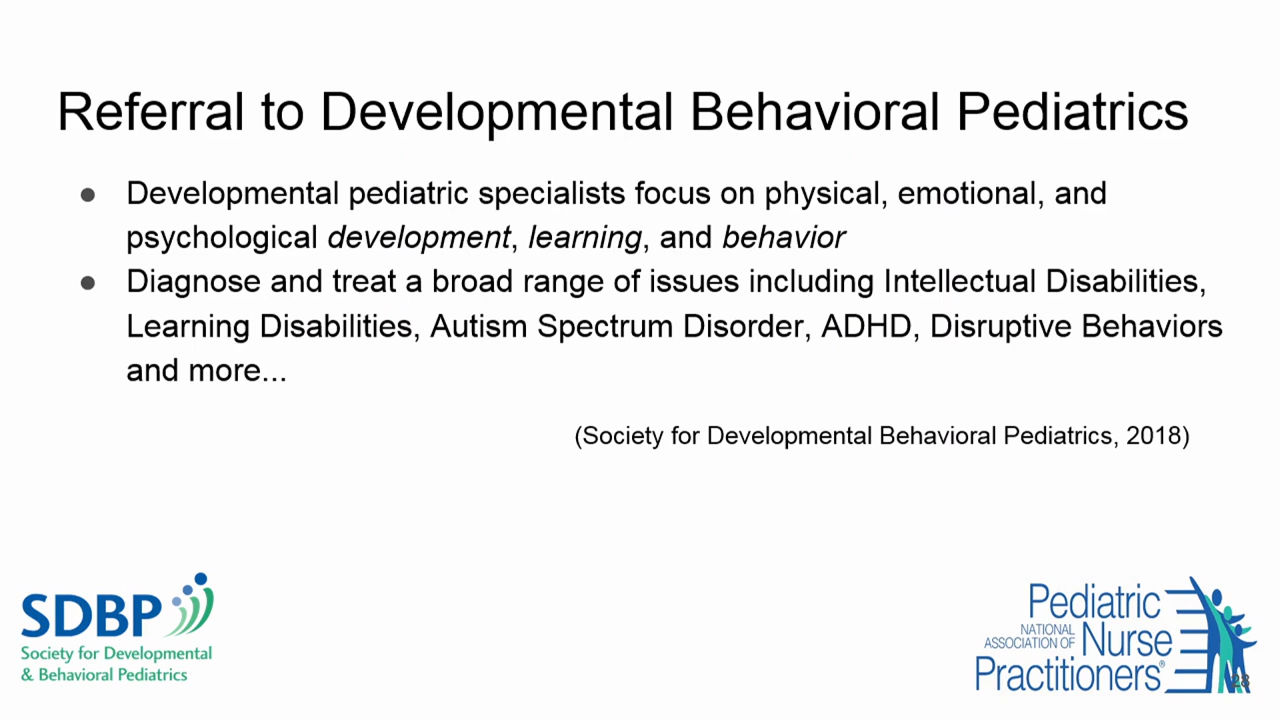 Referral to Developmental Behavioral Pediatrics
● Developmental pediatric specialists focus on physical, emotional, and
psychological development, learning, and behavior
● Diagnose and treat a broad range of issues including Intellectual Disabilities,
Learning Disabilities, Autism Spectrum Disorder, ADHD, Disruptive Behaviors
and more...
(Society for Developmental Behavioral Pediatrics, 2018)
SDBP
Society for Developmental
& Behavioral Pediatrics
Pediatric
NATIONAL
ASSOCIATION OF
Nurse
Practitioners®
28